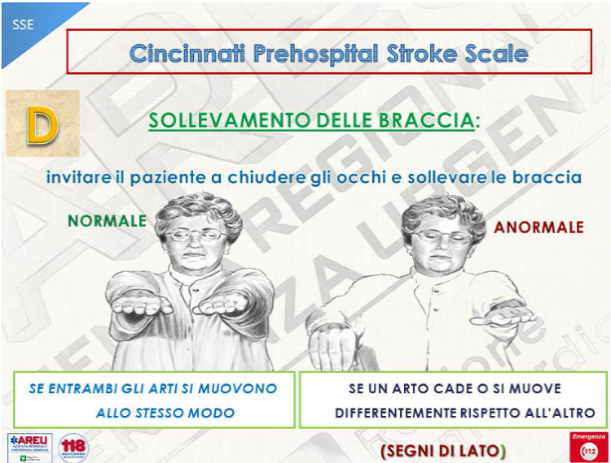 SSE
Cincinnati Prehospital Stroke Scale
D
SOLLEVAMENTO DELLE BRACCIA:
invitare il paziente a chiudere gli occhi e sollevare le braccia
NORMALE
ANORMALE
SE ENTRAMBI GLI ARTI SI MUOVONO
ALLO STESSO MODO
SE UN ARTO CADE O SI MUOVE
DIFFERENTEMENTE RISPETTO ALL'ALTRO
(SEGNI DI LATO)
AREU
118
Emergenza
112